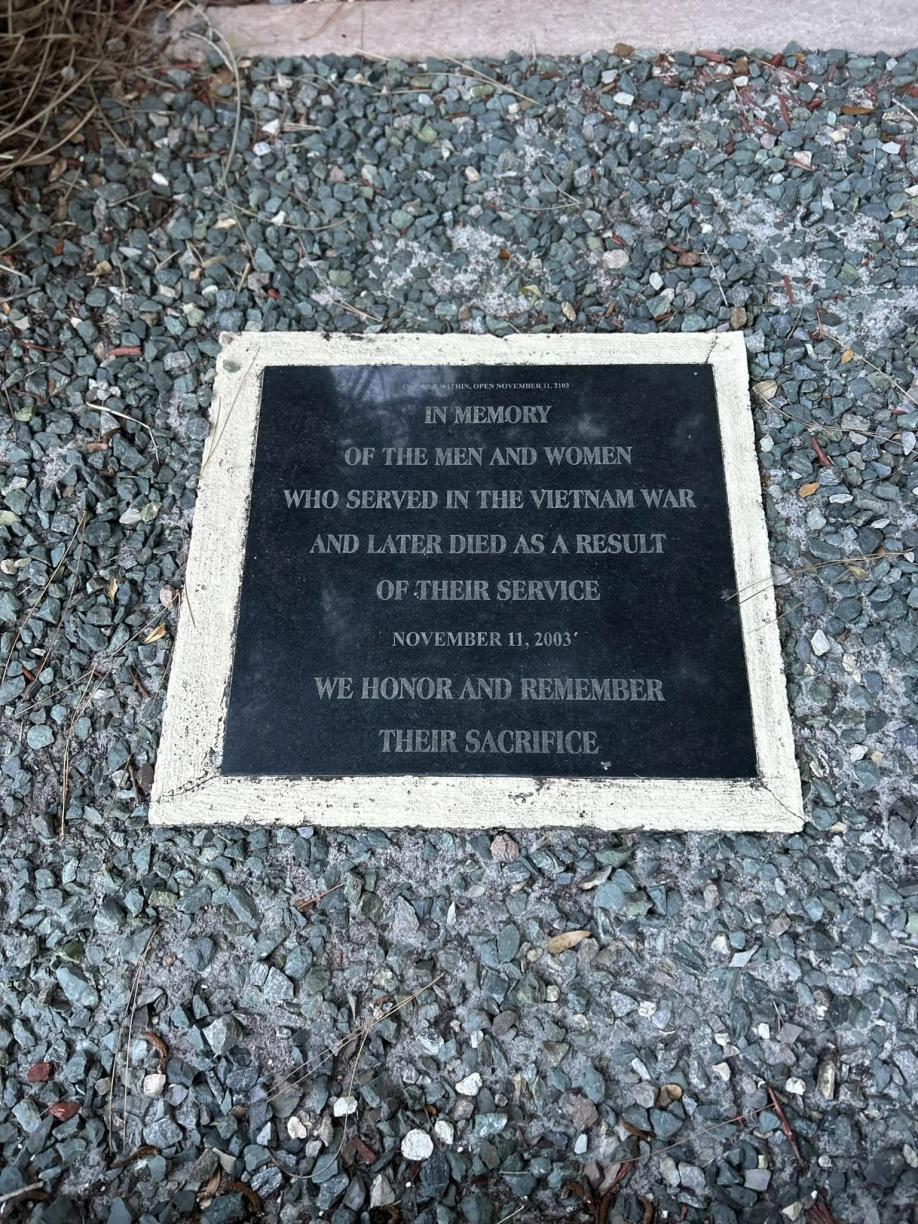 WITHIN, OPEN NOVEMBER 11, 2103
IN MEMORY
OF THE MEN AND WOMEN
WHO SERVED IN THE VIETNAM WAR
AND LATER DIED AS A RESULT
OF THEIR SERVICE
NOVEMBER 11, 2003
WE HONOR AND REMEMBER
THEIR SACRIFICE